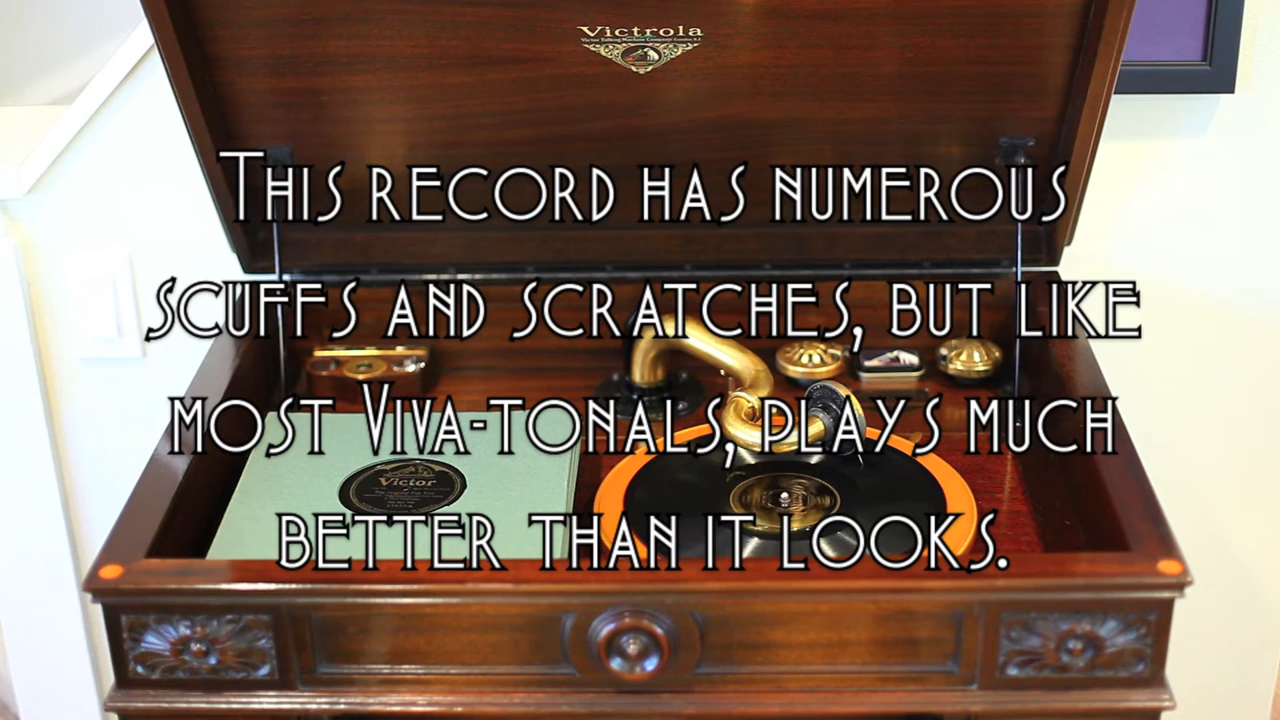 Victrola
This record has numerous
scuffs and scratches, but like
most Viva-tonals, plays much
better than it looks.
Victor